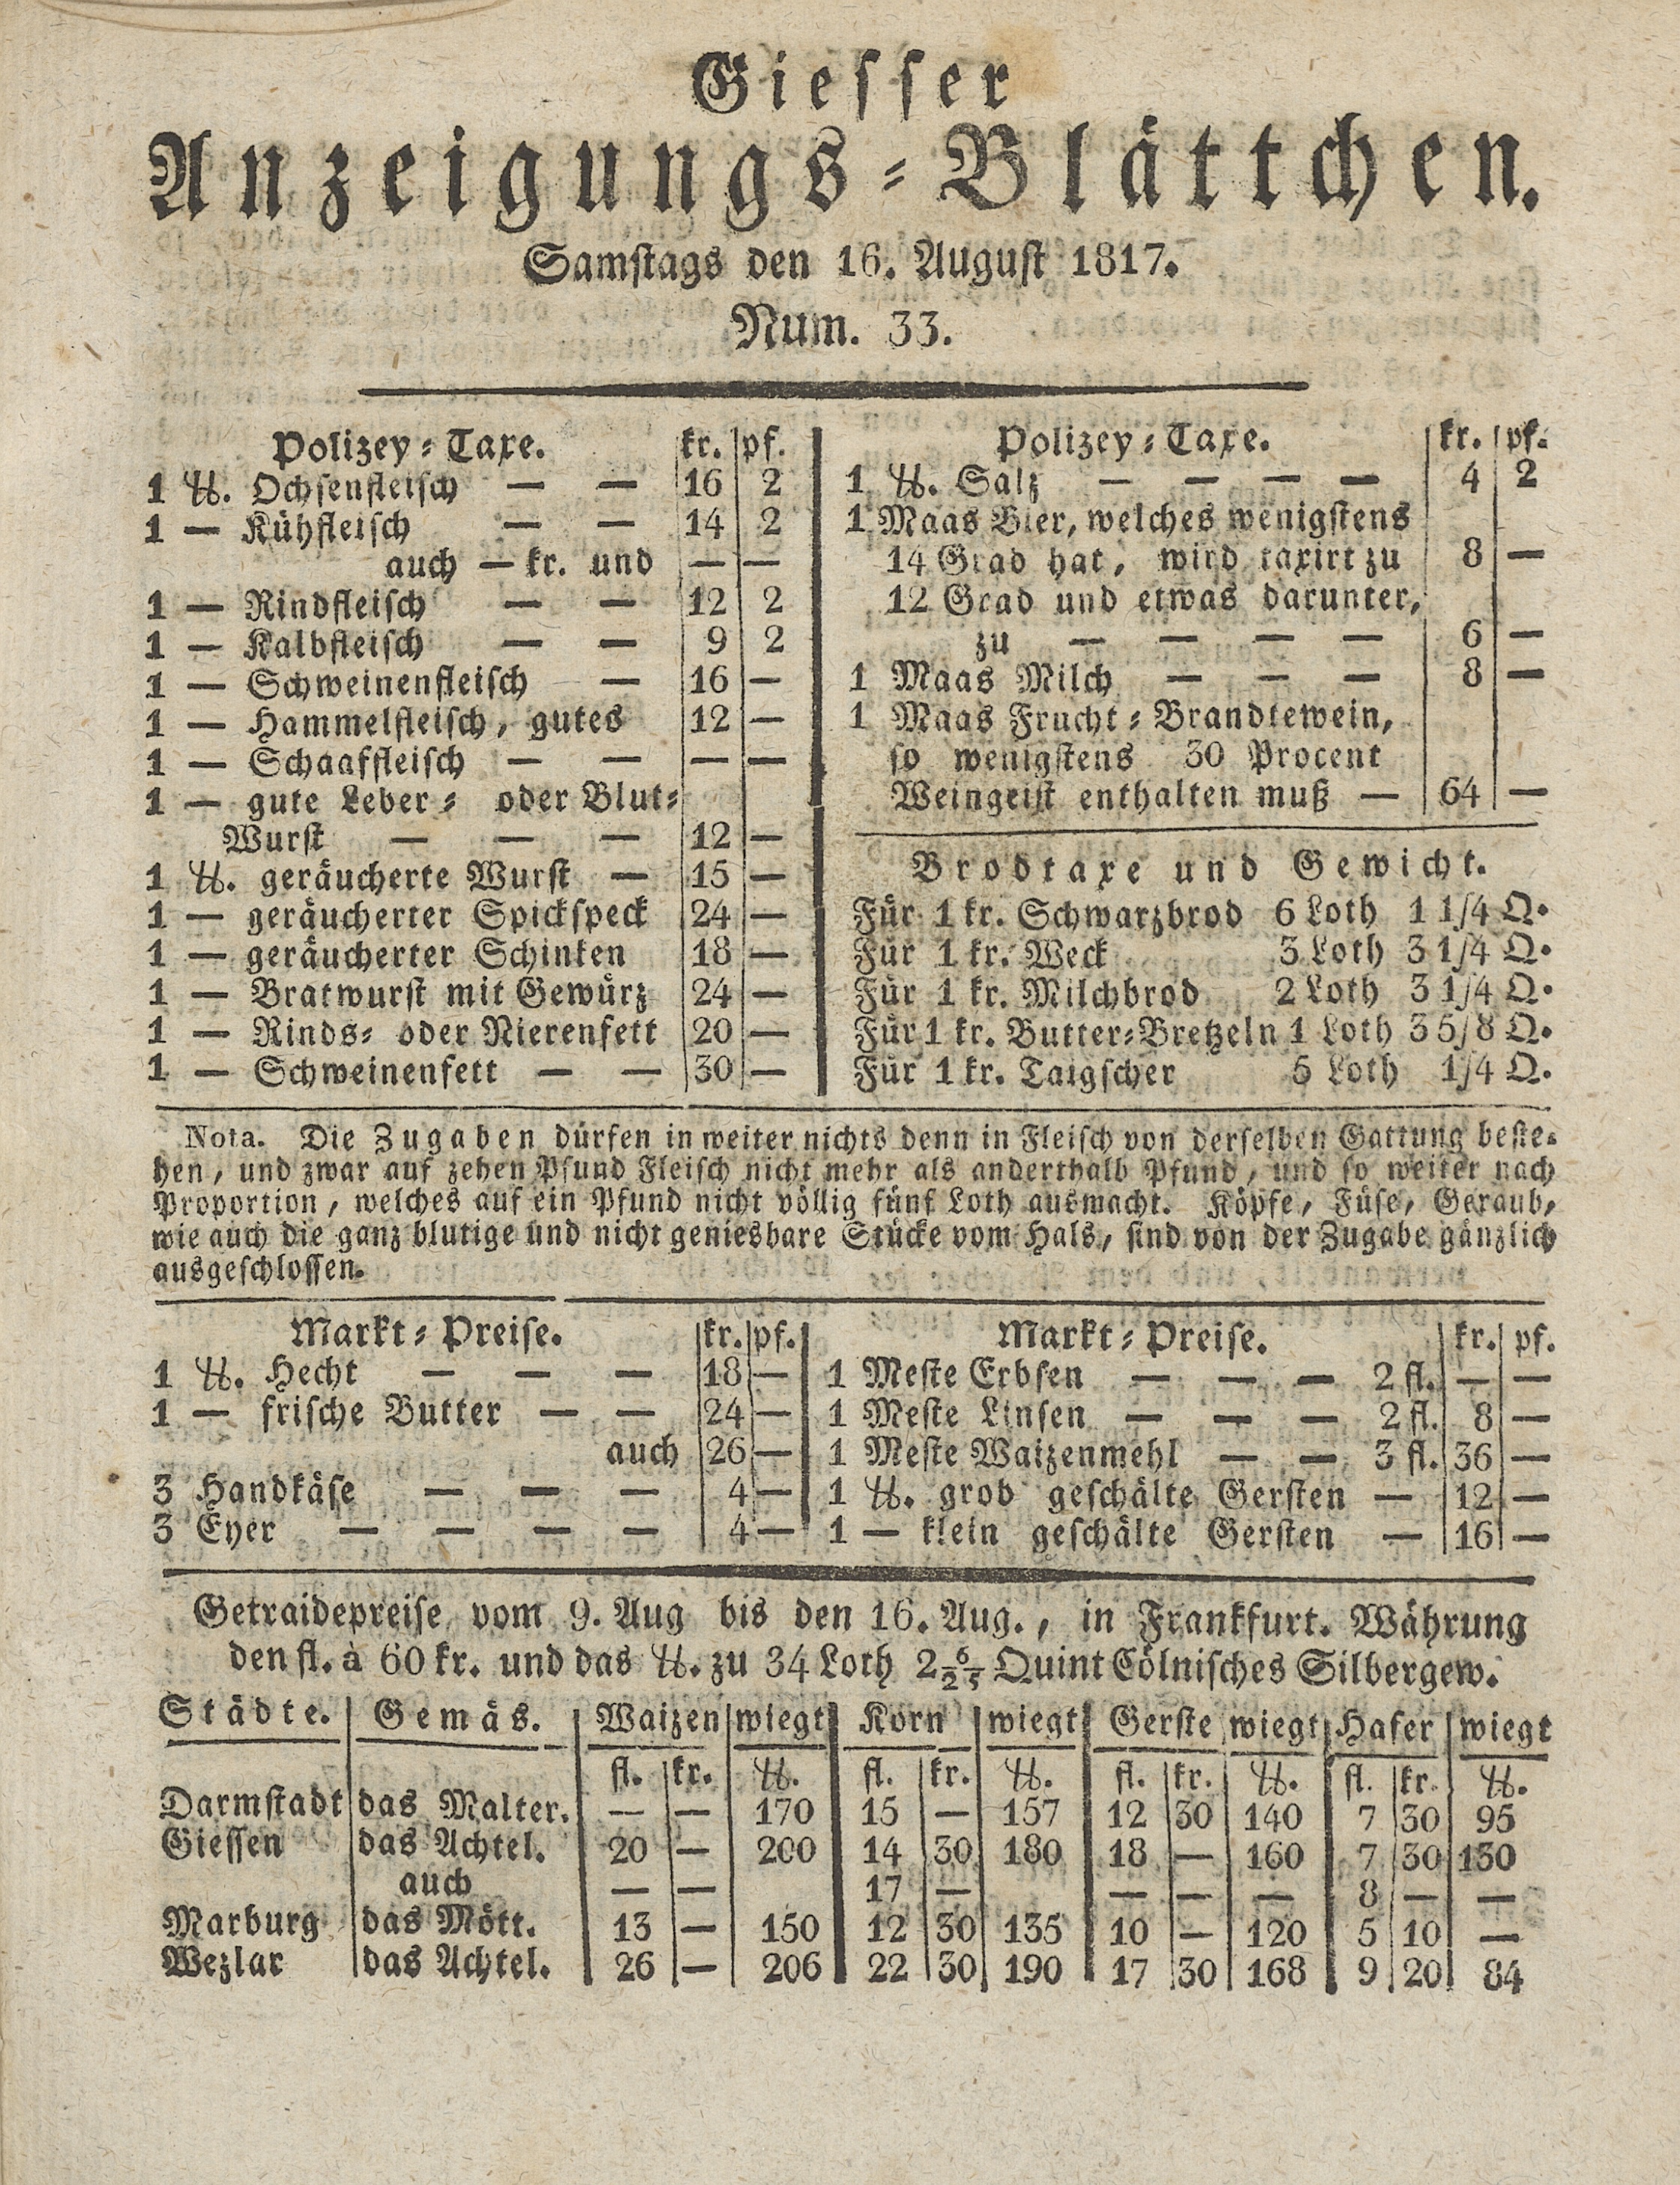 Giesser
Anzeigungs-Blättchen.
Samstags den 16. August 1817.
Num. 33.
Polizey-Taxe. kr. pf.
1 ℔. Ochsenfleisch — — 16 2
1 — Kühfleisch — — 14 2
auch — kr. und — —
1 — Rindfleisch — — 12 2
1 — Kalbfleisch — — 9 2
1 — Schweinenfleisch — 16 —
1 — Hammelfleisch, gutes 12 —
1 — Schaaffleisch — — — —
1 — gute Leber- oder Blut-
Wurst — — — 12 —
1 ℔. geräucherte Wurst — 15 —
1 — geräucherter Spickspeck 24 —
1 — geräucherter Schinken 18 —
1 — Bratwurst mit Gewürz 24 —
1 — Rinds- oder Nierenfett 20 —
1 — Schweinenfett — — 30 —
Polizey-Taxe. kr. pf.
1 ℔. Salz — — — — 4 2
1 Maas Bier, welches wenigstens
14 Grad hat, wird taxirt zu 8 —
12 Grad und etwas darunter,
zu — — — — 6 —
1 Maas Milch — — — 8 —
1 Maas Frucht-Brandtewein,
so wenigstens 30 Procent
Weingeist enthalten muß — 64 —
Brodtaxe und Gewicht.
Für 1 kr. Schwarzbrod 6 Loth 1 1/4 Q.
Für 1 kr. Weck 3 Loth 3 1/4 Q.
Für 1 kr. Milchbrod 2 Loth 3 1/4 Q.
Für 1 kr. Butter-Bretzeln 1 Loth 3 5/8 Q.
Für 1 kr. Taigscher 5 Loth 1/4 Q.
Nota. Die Zugaben dürfen in weiter nichts denn in Fleisch von derselben Gattung beste-
hen, und zwar auf zehen Pfund Fleisch nicht mehr als anderthalb Pfund, und so weiter nach
Proportion, welches auf ein Pfund nicht völlig fünf Loth ausmacht. Köpfe, Füse, Geraub,
wie auch die ganz blutige und nicht geniesbare Stücke vom Hals, sind von der Zugabe gänzlich
ausgeschlossen.
Markt-Preise. kr. pf.
1 ℔. Hecht — — — 18 —
1 — frische Butter — — 24 —
auch 26 —
3 Handkäse — — — 4 —
3 Eyer — — — — 4 —
Markt-Preise. kr. pf.
1 Meste Erbsen — — — 2 fl. — —
1 Meste Linsen — — — 2 fl. 8 —
1 Meste Waizenmehl — — 3 fl. 36 —
1 ℔. grob geschälte Gersten — 12 —
1 — klein geschälte Gersten — 16 —
Getraidepreise vom 9. Aug bis den 16. Aug., in Frankfurt. Währung
den fl. à 60 kr. und das ℔. zu 34 Loth 2 6/25 Quint Cölnisches Silbergew.
Städte. Gemäs. Waizen wiegt Korn wiegt Gerste wiegt Hafer wiegt
fl. kr. ℔. fl. kr. ℔. fl. kr. ℔. fl. kr. ℔.
Darmstadt das Malter. — — 170 15 — 157 12 30 140 7 30 95
Giessen das Achtel. 20 — 200 14 30 180 18 — 160 7 30 130
auch — — 17 — — — — 8 — —
Marburg das Mött. 13 — 150 12 30 135 10 — 120 5 10 —
Wezlar das Achtel. 26 — 206 22 30 190 17 30 168 9 20 84